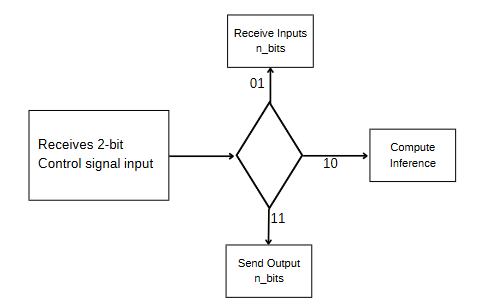 Receive Inputs
n_bits
01
Receives 2-bit
Control signal input
10
Compute
Inference
11
Send Output
n_bits